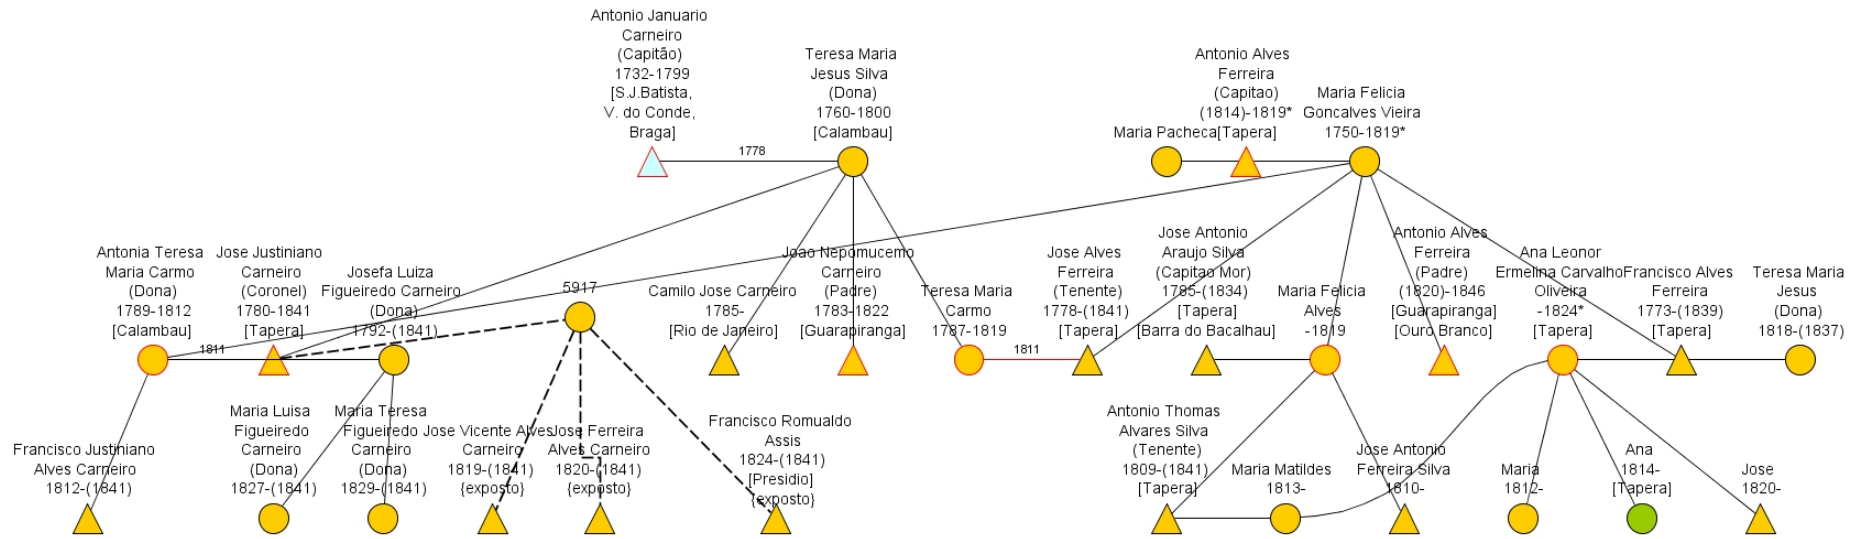 Antonio Januario
Carneiro
(Capitão)
1732-1799
[S.J.Batista,
V. do Conde,
Braga]
Teresa Maria
Jesus Silva
(Dona)
1760-1800
[Calambau]
Antonio Alves
Ferreira
(Capitao)
(1814)-1819*
[Tapera]
Maria Felicia
Goncalves Vieira
1750-1819*
Maria Pacheca
1778
Antonia Teresa
Maria Carmo
(Dona)
1789-1812
[Calambau]
Jose Justiniano
Carneiro
(Coronel)
1780-1841
[Tapera]
Josefa Luiza
Figueiredo Carneiro
(Dona)
1792-(1841)
5917
Camilo Jose Carneiro
1785-
[Rio de Janeiro]
Joao Nepomucemo
Carneiro
(Padre)
1783-1822
[Guarapiranga]
Teresa Maria
Carmo
1787-1819
Jose Alves
Ferreira
(Tenente)
1778-(1841)
[Tapera]
Jose Antonio
Araujo Silva
(Capitao Mor)
1785-(1834)
[Tapera]
[Barra do Bacalhau]
Maria Felicia
Alves
-1819
Antonio Alves
Ferreira
(Padre)
(1820)-1846
[Guarapiranga]
[Ouro Branco]
Ana Leonor
Ermelina Carvalho
Oliveira
-1824*
[Tapera]
Francisco Alves
Ferreira
1773-(1839)
[Tapera]
Teresa Maria
Jesus
(Dona)
1818-(1837)
1811
1811
Francisco Justiniano
Alves Carneiro
1812-(1841)
Maria Luisa
Figueiredo
Carneiro
(Dona)
1827-(1841)
Maria Teresa
Figueiredo
Carneiro
(Dona)
1829-(1841)
Jose Vicente Alves
Carneiro
1819-(1841)
{exposto}
Jose Ferreira
Alves Carneiro
1820-(1841)
{exposto}
Francisco Romualdo
Assis
1824-(1841)
[Presidio]
{exposto}
Antonio Thomas
Alvares Silva
(Tenente)
1809-(1841)
[Tapera]
Maria Matildes
1813-
Jose Antonio
Ferreira Silva
1810-
Maria
1812-
Ana
1814-
[Tapera]
Jose
1820-